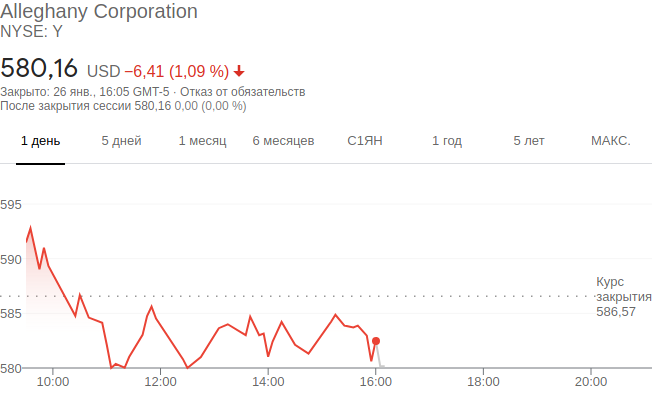 Alleghany Corporation
NYSE: Y
580,16 USD −6,41 (1,09 %)
Закрыто: 26 янв., 16:05 GMT-5 · Отказ от обязательств
После закрытия сессии 580,16 0,00 (0,00 %)
1 день 5 дней 1 месяц 6 месяцев С1ЯН 1 год 5 лет МАКС.
595
590
Курс
закрытия
586,57
585
580
10:00 12:00 14:00 16:00 18:00 20:00